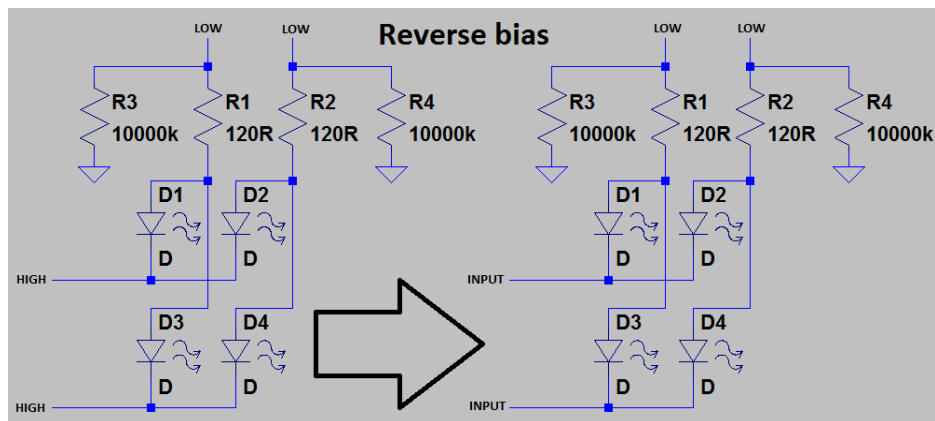 Reverse bias
LOW
LOW
R3
10000k
R1
120R
R2
120R
R4
10000k
D1
D
D2
D
HIGH
D3
D
D4
D
HIGH
LOW
LOW
R3
10000k
R1
120R
R2
120R
R4
10000k
D1
D
D2
D
INPUT
D3
D
D4
D
INPUT